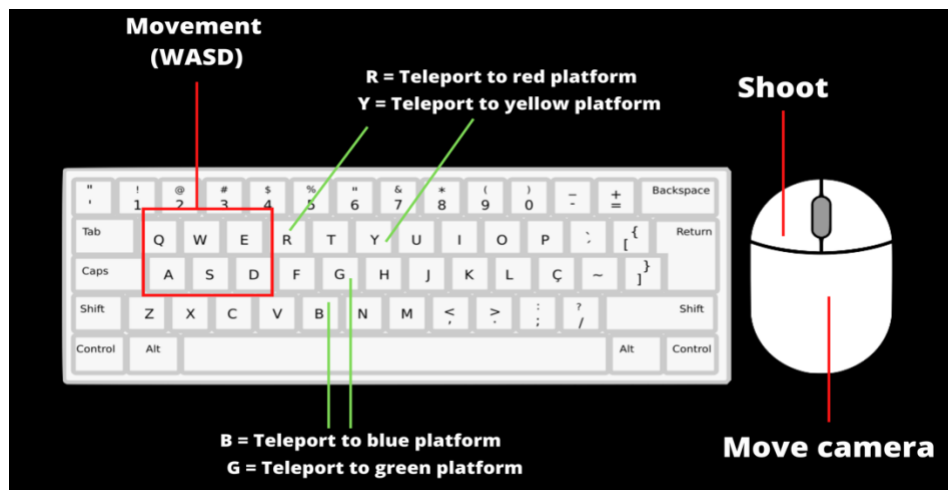 Movement
(WASD)
R = Teleport to red platform
Y = Teleport to yellow platform
Shoot
" ! @ # $ % " & * ( ) _ + Backspace
' 1 2 3 4 5 6 7 8 9 0 - =
Tab Q W E R T Y U I O P ` { Return
[
Caps A S D F G H J K L Ç ~ }
]
Shift Z X C V B N M < > : ? Shift
, . ; /
Control Alt Alt Control
B = Teleport to blue platform
G = Teleport to green platform
Move camera